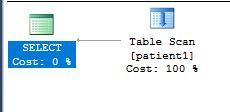 SELECT
Cost: 0 %
Table Scan
[patient1]
Cost: 100 %